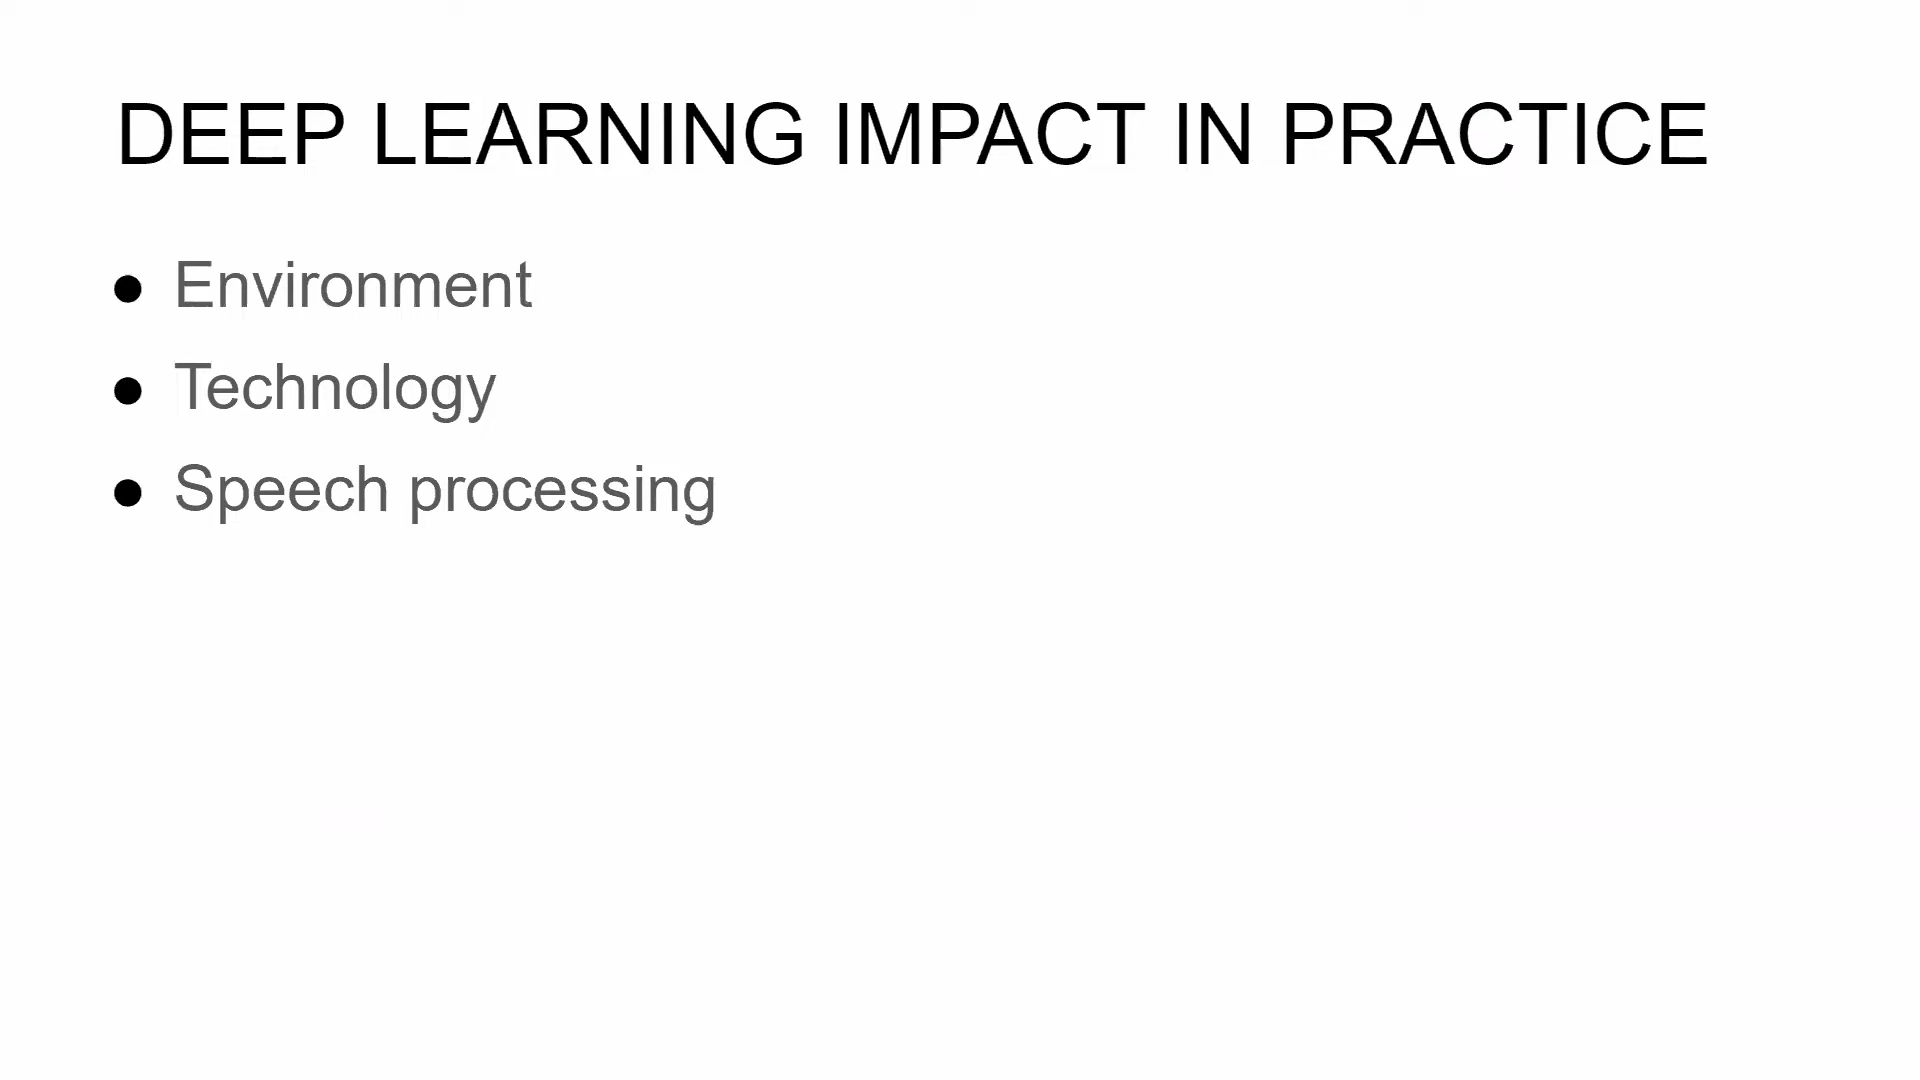 DEEP LEARNING IMPACT IN PRACTICE
● Environment
● Technology
● Speech processing